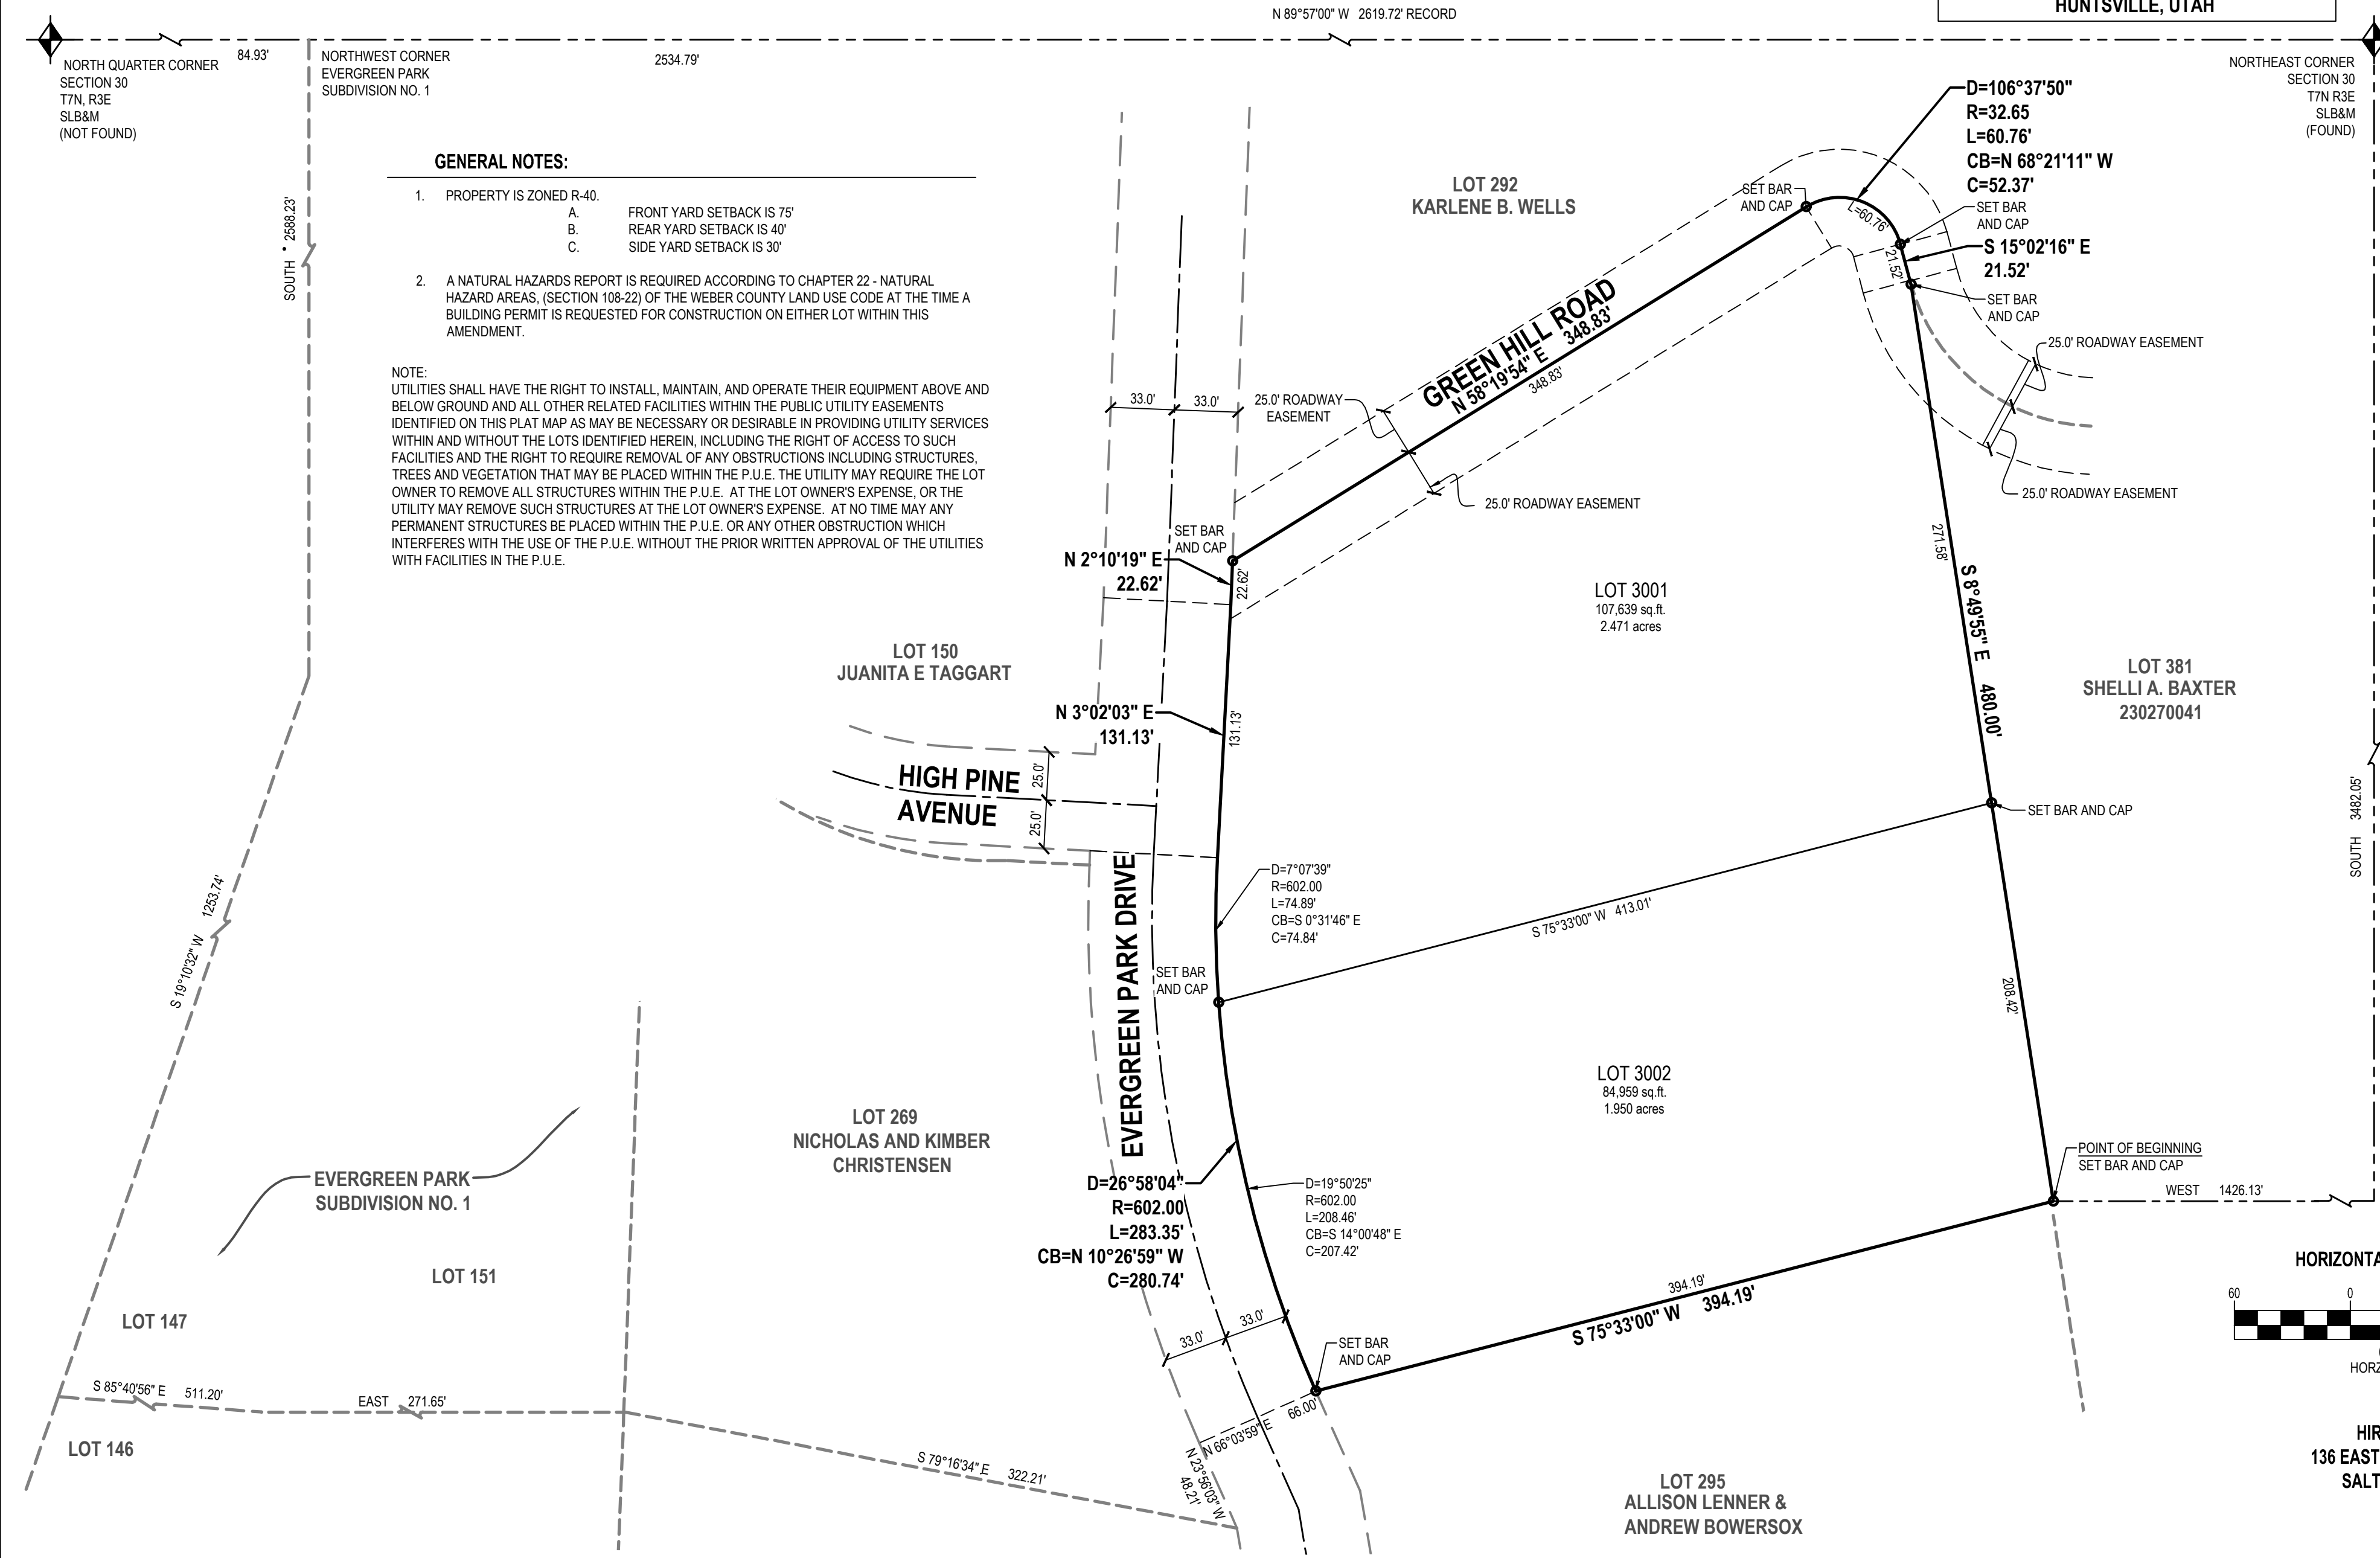 N 89°57'00" W 2619.72' RECORD
HUNTSVILLE, UTAH
NORTH QUARTER CORNER
SECTION 30
T7N, R3E
SLB&M
(NOT FOUND)
84.93'
NORTHWEST CORNER
EVERGREEN PARK
SUBDIVISION NO. 1
2534.79'
NORTHEAST CORNER
SECTION 30
T7N R3E
SLB&M
(FOUND)
SOUTH 2588.23'
GENERAL NOTES:
1. PROPERTY IS ZONED R-40.
A. FRONT YARD SETBACK IS 75'
B. REAR YARD SETBACK IS 40'
C. SIDE YARD SETBACK IS 30'
2. A NATURAL HAZARDS REPORT IS REQUIRED ACCORDING TO CHAPTER 22 - NATURAL
HAZARD AREAS, (SECTION 108-22) OF THE WEBER COUNTY LAND USE CODE AT THE TIME A
BUILDING PERMIT IS REQUESTED FOR CONSTRUCTION ON EITHER LOT WITHIN THIS
AMENDMENT.
NOTE:
UTILITIES SHALL HAVE THE RIGHT TO INSTALL, MAINTAIN, AND OPERATE THEIR EQUIPMENT ABOVE AND
BELOW GROUND AND ALL OTHER RELATED FACILITIES WITHIN THE PUBLIC UTILITY EASEMENTS
IDENTIFIED ON THIS PLAT MAP AS MAY BE NECESSARY OR DESIRABLE IN PROVIDING UTILITY SERVICES
WITHIN AND WITHOUT THE LOTS IDENTIFIED HEREIN, INCLUDING THE RIGHT OF ACCESS TO SUCH
FACILITIES AND THE RIGHT TO REQUIRE REMOVAL OF ANY OBSTRUCTIONS INCLUDING STRUCTURES,
TREES AND VEGETATION THAT MAY BE PLACED WITHIN THE P.U.E. THE UTILITY MAY REQUIRE THE LOT
OWNER TO REMOVE ALL STRUCTURES WITHIN THE P.U.E. AT THE LOT OWNER'S EXPENSE, OR THE
UTILITY MAY REMOVE SUCH STRUCTURES AT THE LOT OWNER'S EXPENSE. AT NO TIME MAY ANY
PERMANENT STRUCTURES BE PLACED WITHIN THE P.U.E. OR ANY OTHER OBSTRUCTION WHICH
INTERFERES WITH THE USE OF THE P.U.E. WITHOUT THE PRIOR WRITTEN APPROVAL OF THE UTILITIES
WITH FACILITIES IN THE P.U.E.
LOT 292
KARLENE B. WELLS
SET BAR
AND CAP
D=106°37'50"
R=32.65
L=60.76'
CB=N 68°21'11" W
C=52.37'
L=60.76'
SET BAR
AND CAP
S 15°02'16" E
21.52'
21.52'
SET BAR
AND CAP
25.0' ROADWAY EASEMENT
25.0' ROADWAY EASEMENT
GREEN HILL ROAD
N 58°19'54" E 348.83'
348.83'
33.0'
33.0'
25.0' ROADWAY
EASEMENT
25.0' ROADWAY EASEMENT
SET BAR
AND CAP
N 2°10'19" E
22.62'
22.62'
LOT 3001
107,639 sq.ft.
2.471 acres
271.58'
S 8°49'55" E 480.00'
LOT 381
SHELLI A. BAXTER
230270041
LOT 150
JUANITA E TAGGART
N 3°02'03" E
131.13'
131.13'
HIGH PINE
AVENUE
25.0'
25.0'
SET BAR AND CAP
SOUTH 3482.05'
D=7°07'39"
R=602.00
L=74.89'
CB=S 0°31'46" E
C=74.84'
S 75°33'00" W 413.01'
EVERGREEN PARK DRIVE
SET BAR
AND CAP
S 19°10'32" W 1253.74'
208.42'
LOT 3002
84,959 sq.ft.
1.950 acres
LOT 269
NICHOLAS AND KIMBER
CHRISTENSEN
POINT OF BEGINNING
SET BAR AND CAP
WEST 1426.13'
EVERGREEN PARK
SUBDIVISION NO. 1
D=26°58'04"
R=602.00
L=283.35'
CB=N 10°26'59" W
C=280.74'
D=19°50'25"
R=602.00
L=208.46'
CB=S 14°00'48" E
C=207.42'
LOT 151
LOT 147
394.19'
S 75°33'00" W 394.19'
33.0'
33.0'
SET BAR
AND CAP
HORIZONTA
60 0
HORZ
S 85°40'56" E 511.20'
EAST 271.65'
LOT 146
S 79°16'34" E 322.21'
N 66°03'59" E 66.00'
N 23°56'03" W
48.21'
LOT 295
ALLISON LENNER &
ANDREW BOWERSOX
HIR
136 EAST
SALT